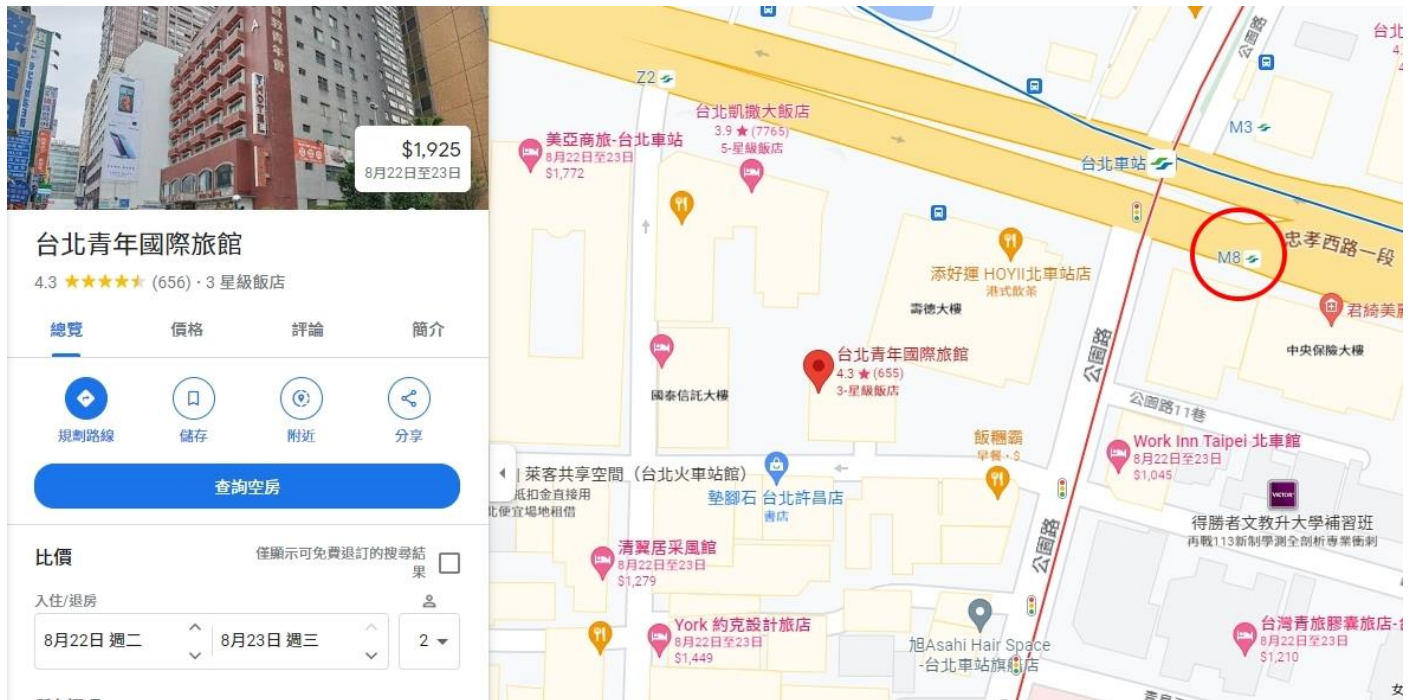 基督教青年會
Y HOTEL
$1,925
8月22日至23日
台北青年國際旅館
4.3 ★★★★★ (656) · 3 星級飯店
總覽
價格
評論
簡介
規劃路線
儲存
附近
分享
查詢空房
比價
僅顯示可免費退訂的搜尋結
果
入住/退房
8月22日 週二
8月23日 週三
2
Z2
美亞商旅-台北車站
8月22日至23日
$1,772
台北凱撒大飯店
3.9 ★ (7765)
5-星級飯店
公園路
M3
台北車站
M8
忠孝西路一段
添好運 HOYII北車站店
港式飲茶
壽德大樓
中央保險大樓
台北青年國際旅館
4.3 ★ (655)
3-星級飯店
國泰信託大樓
公園路
公園路11巷
飯糰霸
早餐・$
Work Inn Taipei 北車館
8月22日至23日
$1,045
萊客共享空間（台北火車站館）
抵扣金直接用
北便宜場地租借
墊腳石 台北許昌店
書店
VICTOR
得勝者文教升大學補習班
再戰113新制學測全剖析專業衝刺
公園路
清翼居采風館
8月22日至23日
$1,279
York 約克設計旅店
8月22日至23日
$1,449
旭Asahi Hair Space
-台北車站旗艦店
台灣青旅膠囊旅店-
8月22日至23日
$1,210